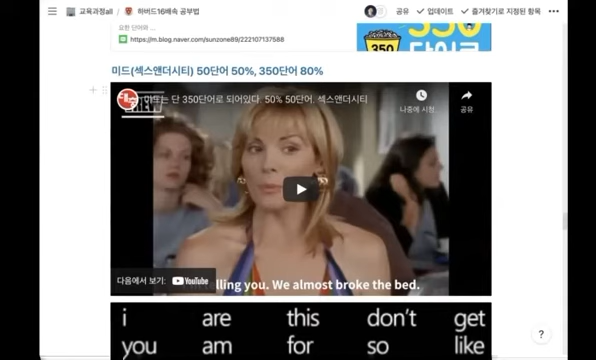 교육과정all / 하버드16배속 공부법
공유 업데이트 즐겨찾기로 지정된 항목
https://m.blog.naver.com/sunzone89/222107137588
350
미드(섹스앤더시티) 50단어 50%, 350단어 80%
미드는 단 350단어로 되어있다. 50% 50단어. 섹스앤더시티
나중에 시청.. 공유
lling you. We almost broke the bed.
다음에서 보기: YouTube
i are this don't get
you am for so like
?